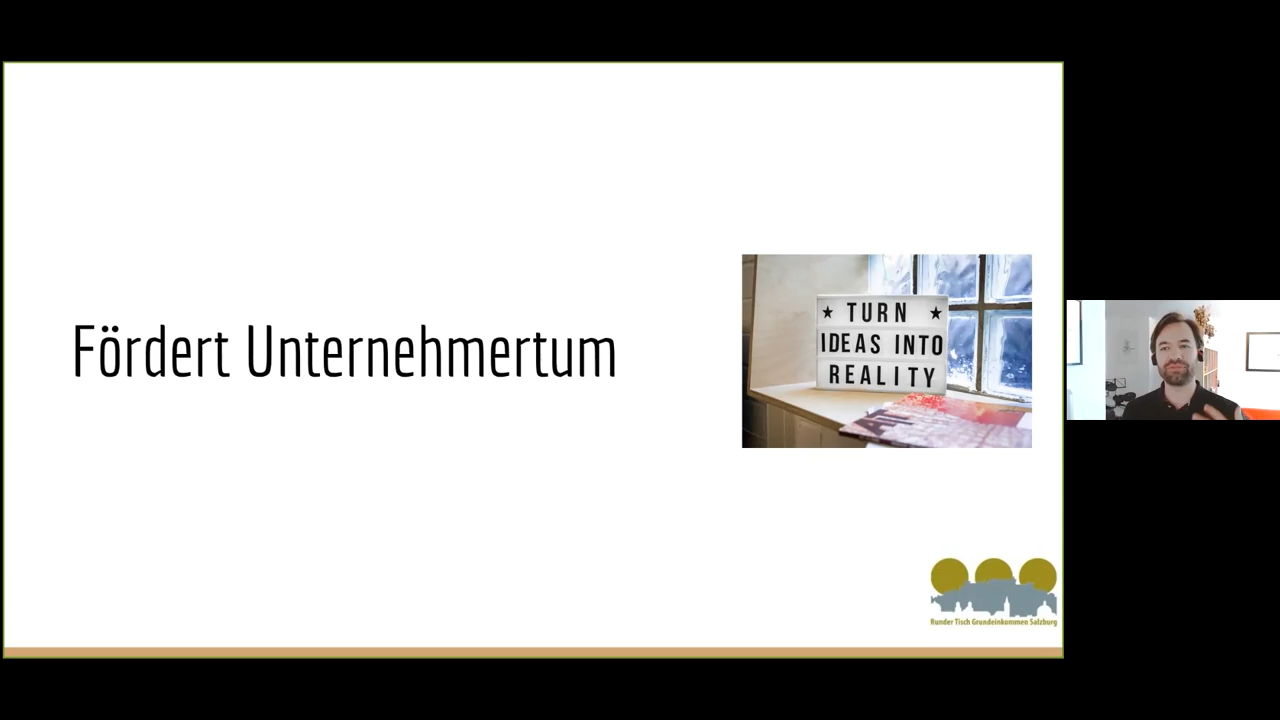 Fördert Unternehmertum
★ TURN ★
IDEAS INTO
REALITY
Runder Tisch Grundeinkommen Salzburg